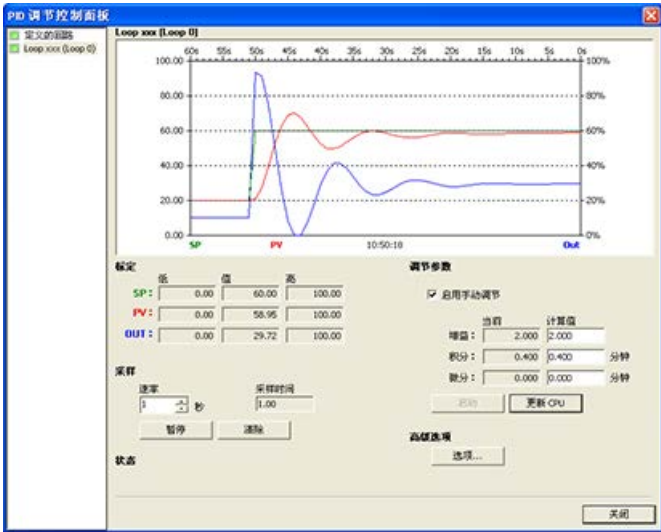 PID 调节控制面板
定义的回路
Loop xxx (Loop 0)
Loop xxx (Loop 0)
60s 55s 50s 45s 40s 35s 30s 25s 20s 15s 10s 5s 0s
100.00 100%
80.00 80%
60.00 60%
40.00 40%
20.00 20%
0.00 0%
SP PV 10:50:18 Out
标定
低 值 高
SP: 0.00 60.00 100.00
PV: 0.00 58.95 100.00
OUT: 0.00 29.72 100.00
采样
速率 采样时间
1 秒 1.00
暂停 清除
状态
调节参数
启用手动调节
当前 计算值
增益: 2.000 2.000
积分: 0.400 0.400 分钟
微分: 0.000 0.000 分钟
启动 更新 CPU
高级选项
选项...
关闭